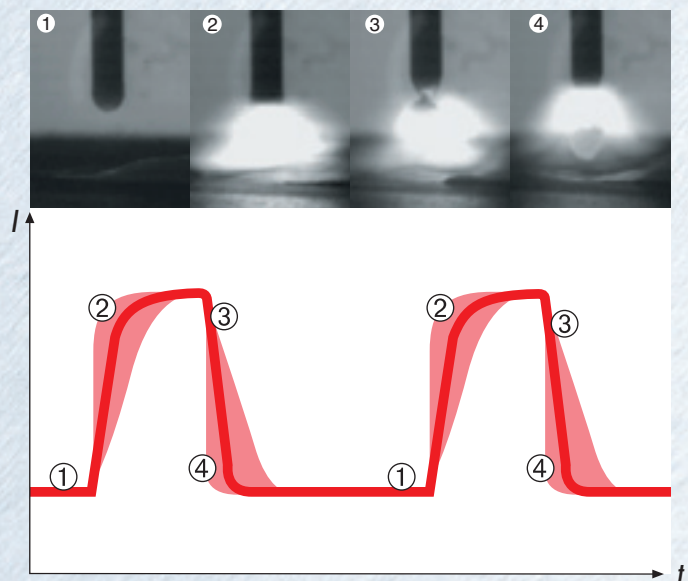 ① ② ③ ④
I
② ③ ② ③
① ④ ① ④
t